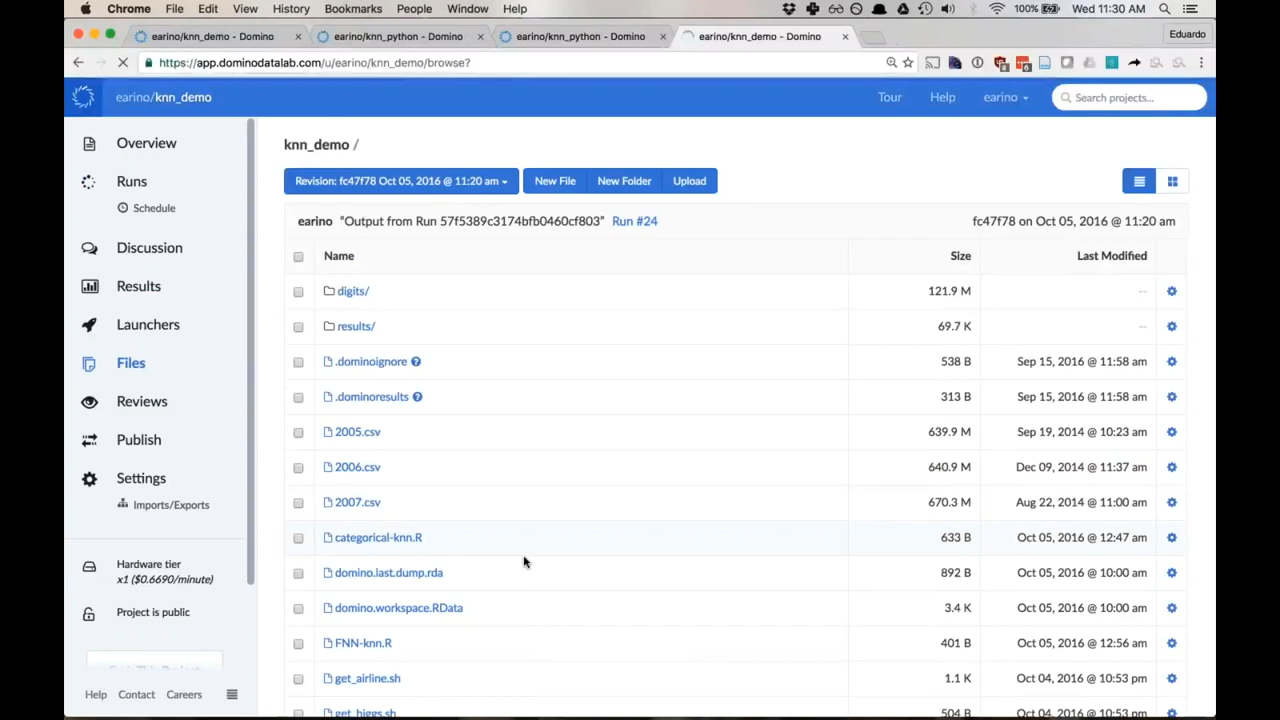 Chrome File Edit View History Bookmarks People Window Help 100% Wed 11:30 AM
earino/knn_demo - Domino × earino/knn_python - Domino × earino/knn_python - Domino × earino/knn_demo - Domino × Eduardo
https://app.dominodatalab.com/u/earino/knn_demo/browse?
earino/knn_demo Tour Help earino Search projects...
Overview
Runs
Schedule
Discussion
Results
Launchers
Files
Reviews
Publish
Settings
Imports/Exports
Hardware tier
x1 ($0.6690/minute)
Project is public
Help Contact Careers
knn_demo /
Revision: fc47f78 Oct 05, 2016 @ 11:20 am New File New Folder Upload
earino "Output from Run 57f5389c3174bfb0460cf803" Run #24 fc47f78 on Oct 05, 2016 @ 11:20 am
Name Size Last Modified
digits/ 121.9 M --
results/ 69.7 K --
.dominoignore 538 B Sep 15, 2016 @ 11:58 am
.dominoresults 313 B Sep 15, 2016 @ 11:58 am
2005.csv 639.9 M Sep 19, 2014 @ 10:23 am
2006.csv 640.9 M Dec 09, 2014 @ 11:37 am
2007.csv 670.3 M Aug 22, 2014 @ 11:00 am
categorical-knn.R 633 B Oct 05, 2016 @ 12:47 am
domino.last.dump.rda 892 B Oct 05, 2016 @ 10:00 am
domino.workspace.RData 3.4 K Oct 05, 2016 @ 10:00 am
FNN-knn.R 401 B Oct 05, 2016 @ 12:56 am
get_airline.sh 1.1 K Oct 04, 2016 @ 10:53 pm
get_higgs.sh 504 B Oct 04, 2016 @ 10:53 pm